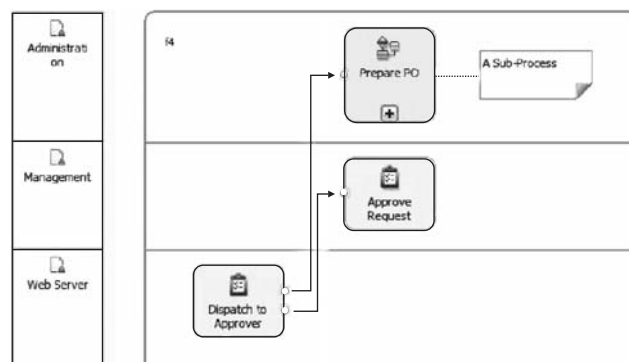 Administrati
on
f4
Prepare PO
A Sub-Process
Management
Approve
Request
Web Server
Dispatch to
Approver